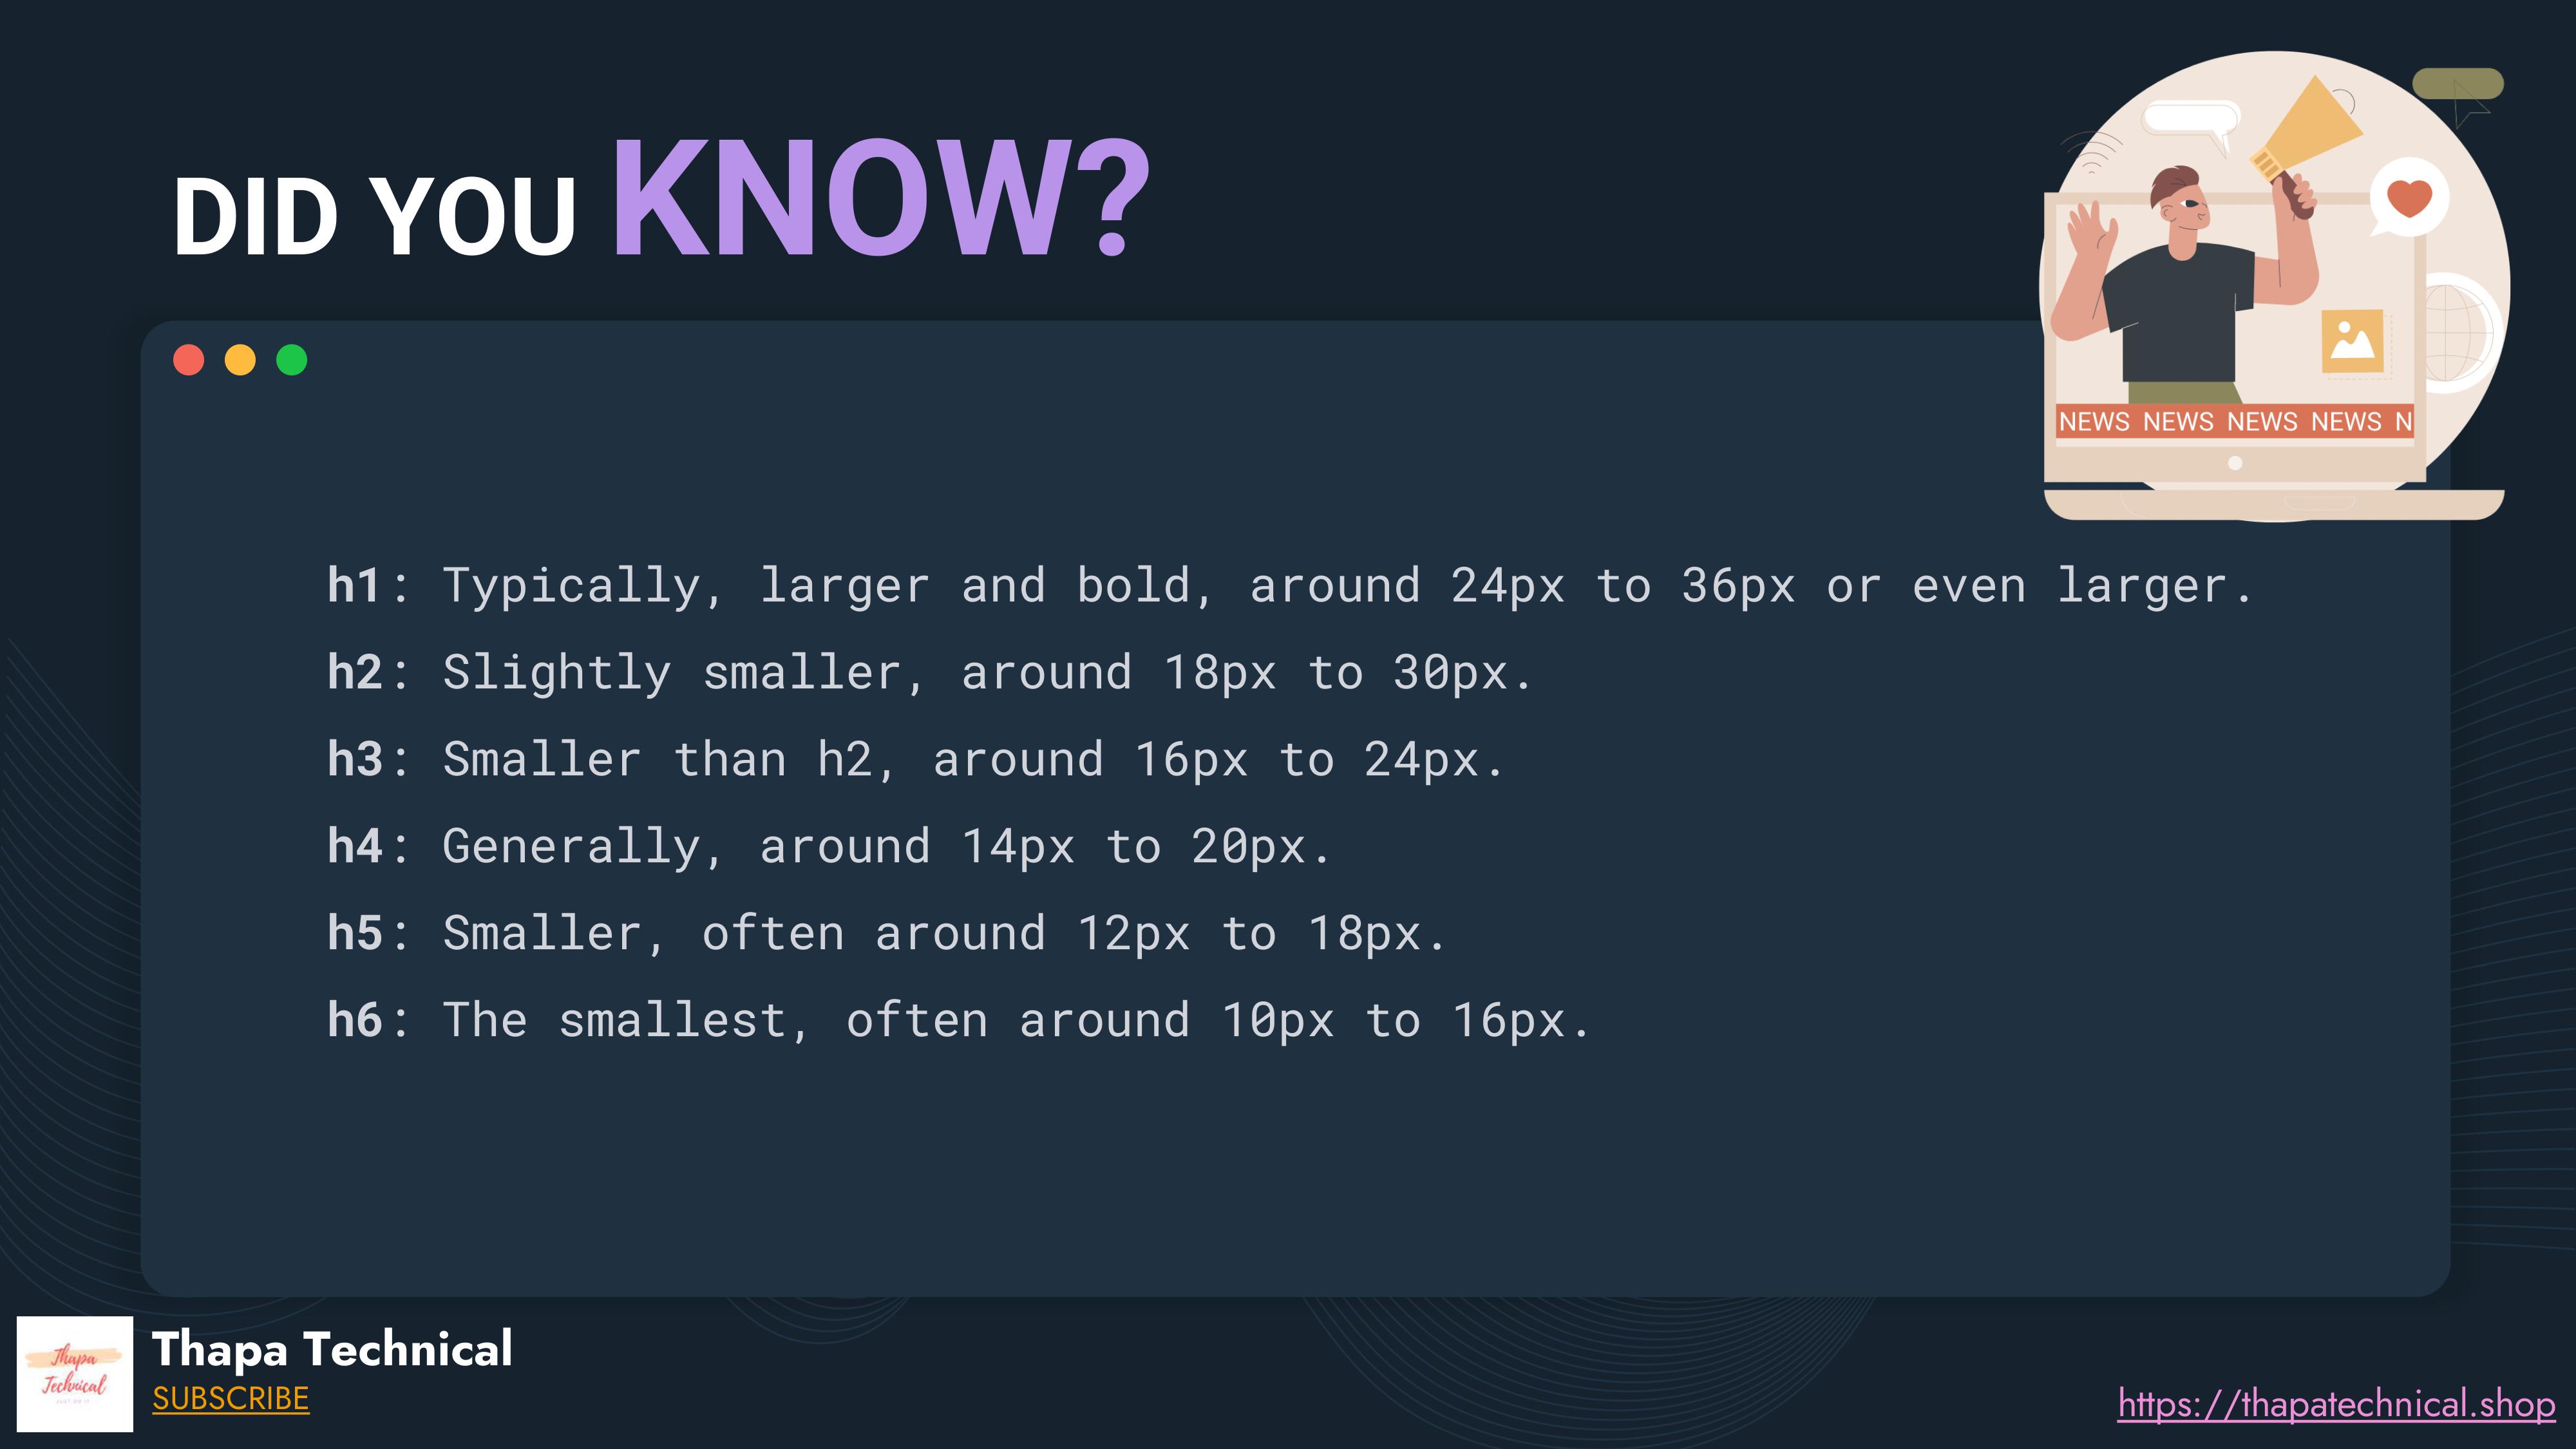 DID YOU KNOW?
NEWS NEWS NEWS NEWS N
h1: Typically, larger and bold, around 24px to 36px or even larger.
h2: Slightly smaller, around 18px to 30px.
h3: Smaller than h2, around 16px to 24px.
h4: Generally, around 14px to 20px.
h5: Smaller, often around 12px to 18px.
h6: The smallest, often around 10px to 16px.
Thapa
Technical
Thapa Technical
SUBSCRIBE
https://thapatechnical.shop